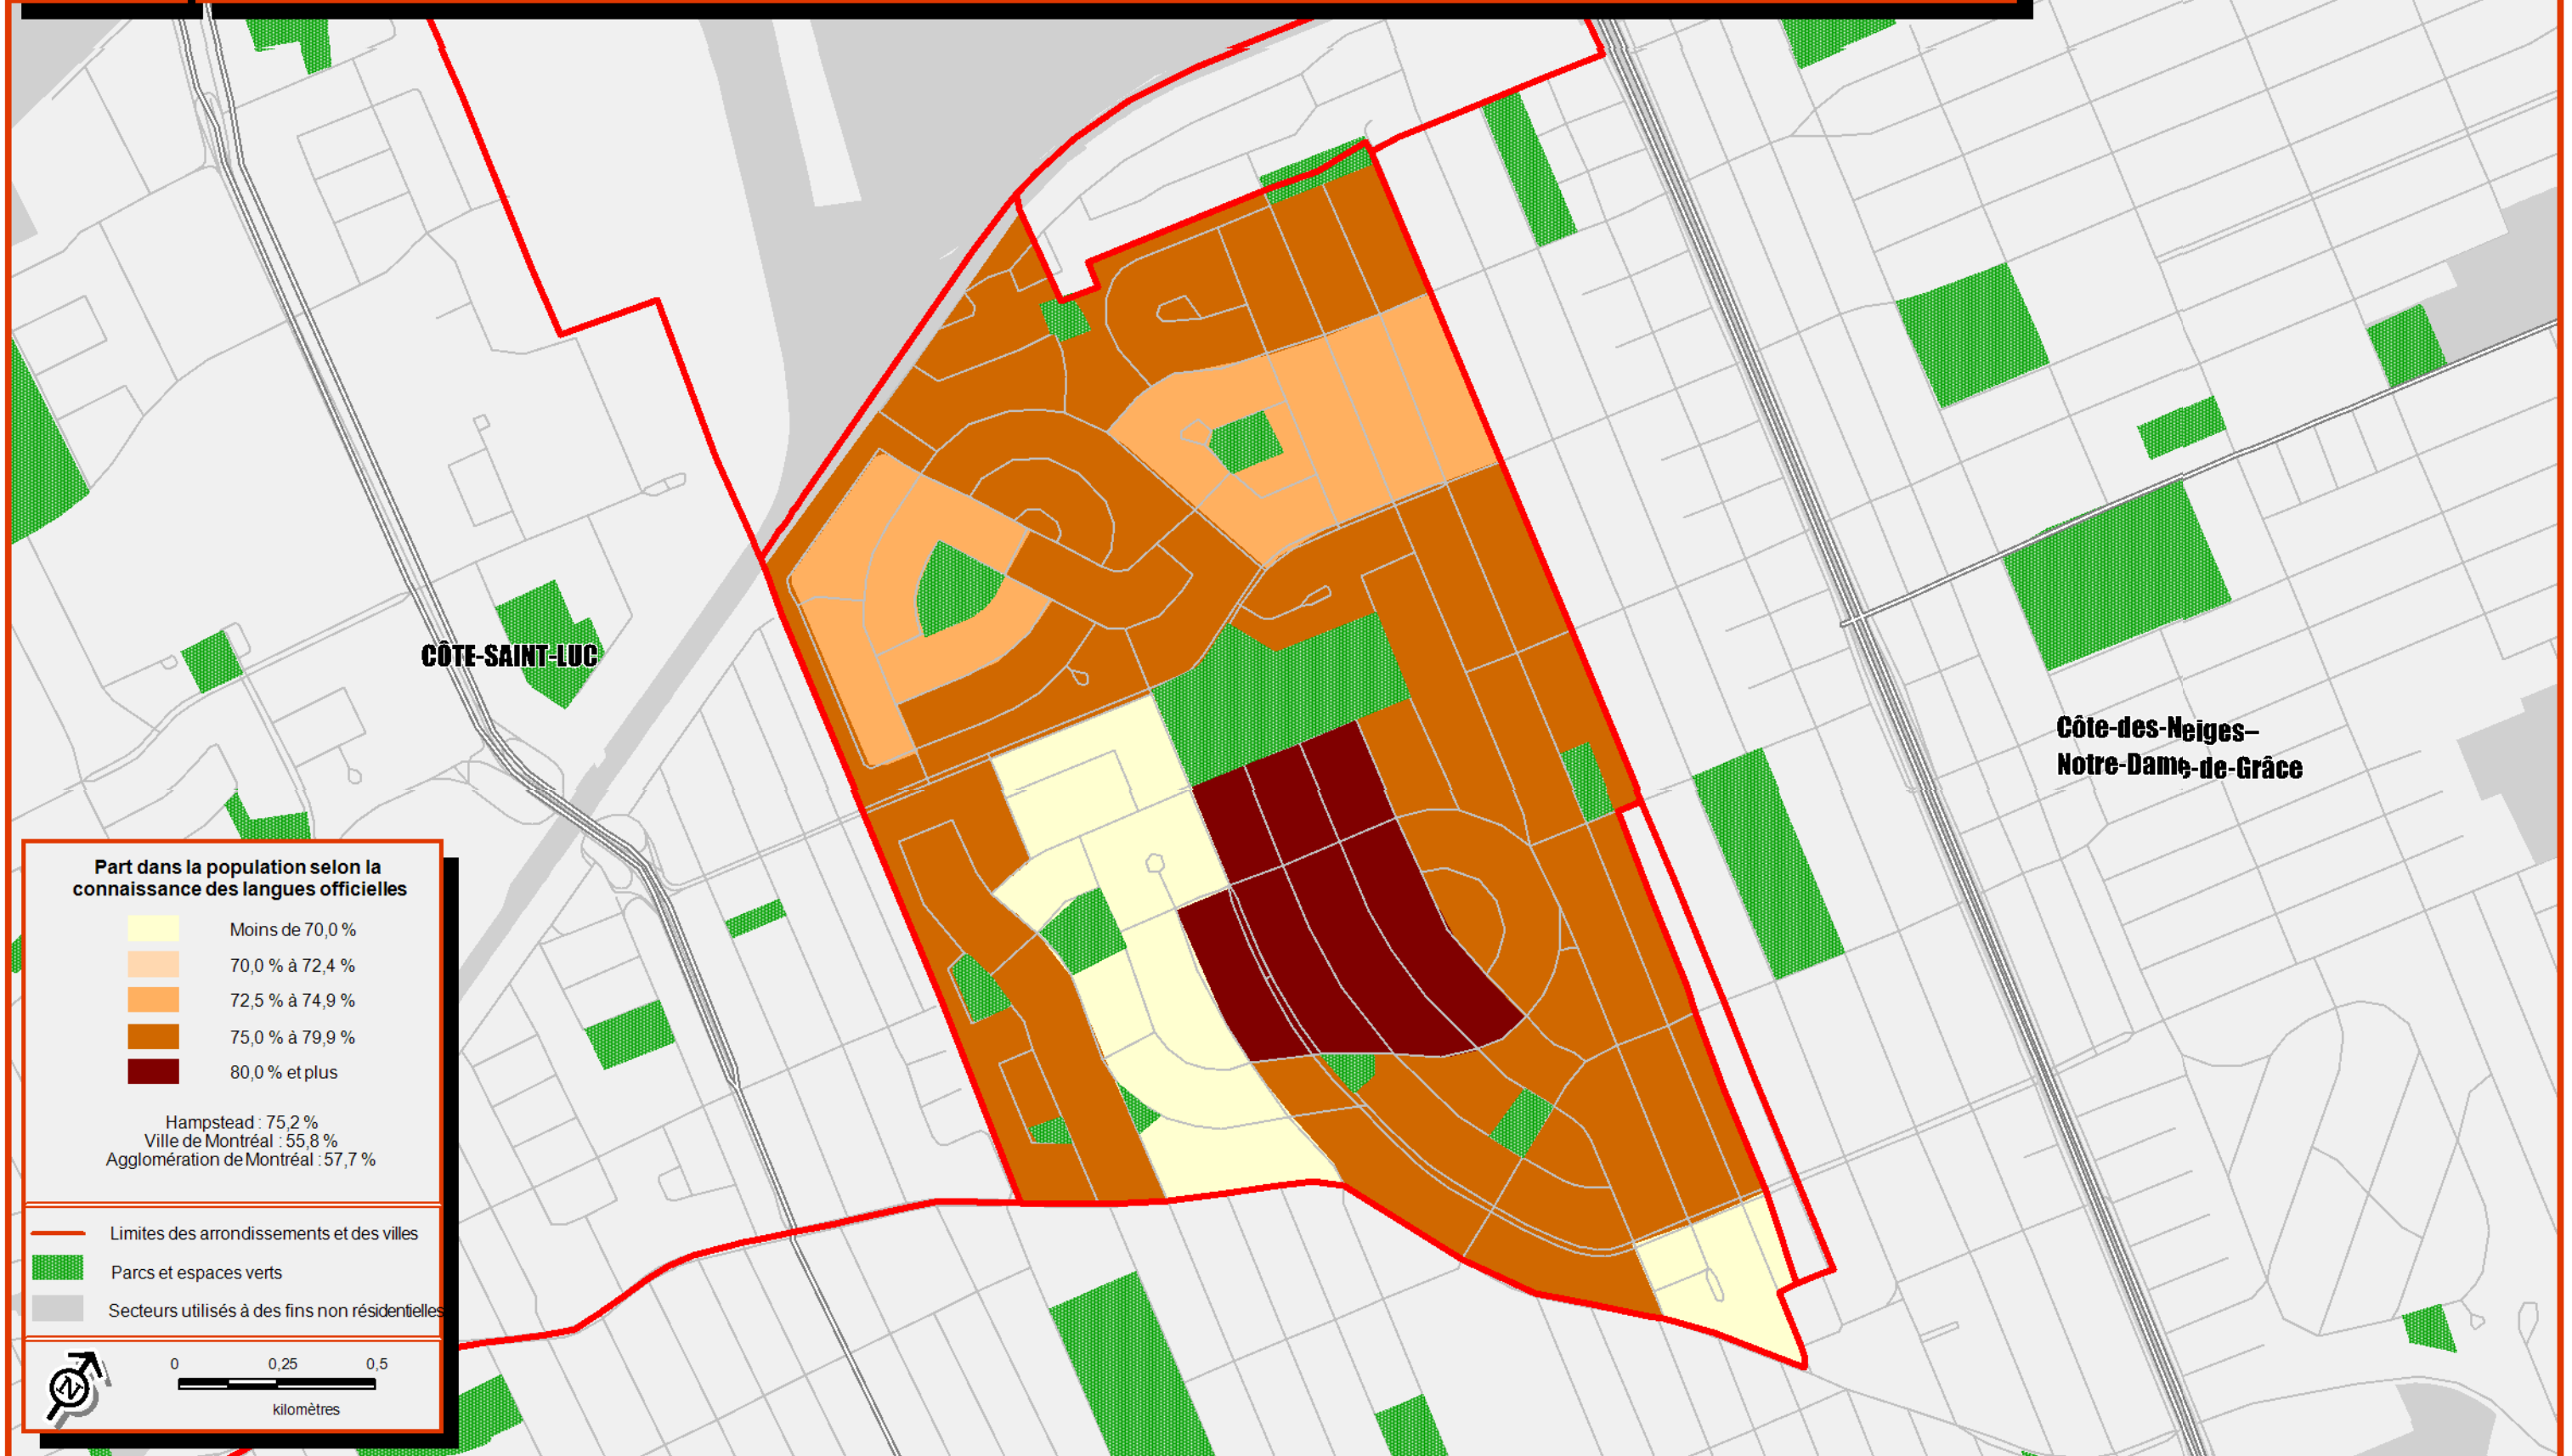 CÔTE-SAINT-LUC
Côte-des-Neiges–
Notre-Dame-de-Grâce
Part dans la population selon la
connaissance des langues officielles
Moins de 70,0 %
70,0 % à 72,4 %
72,5 % à 74,9 %
75,0 % à 79,9 %
80,0 % et plus
Hampstead : 75,2 %
Ville de Montréal : 55,8 %
Agglomération de Montréal : 57,7 %
Limites des arrondissements et des villes
Parcs et espaces verts
Secteurs utilisés à des fins non résidentielles
N
0 0,25 0,5
kilomètres